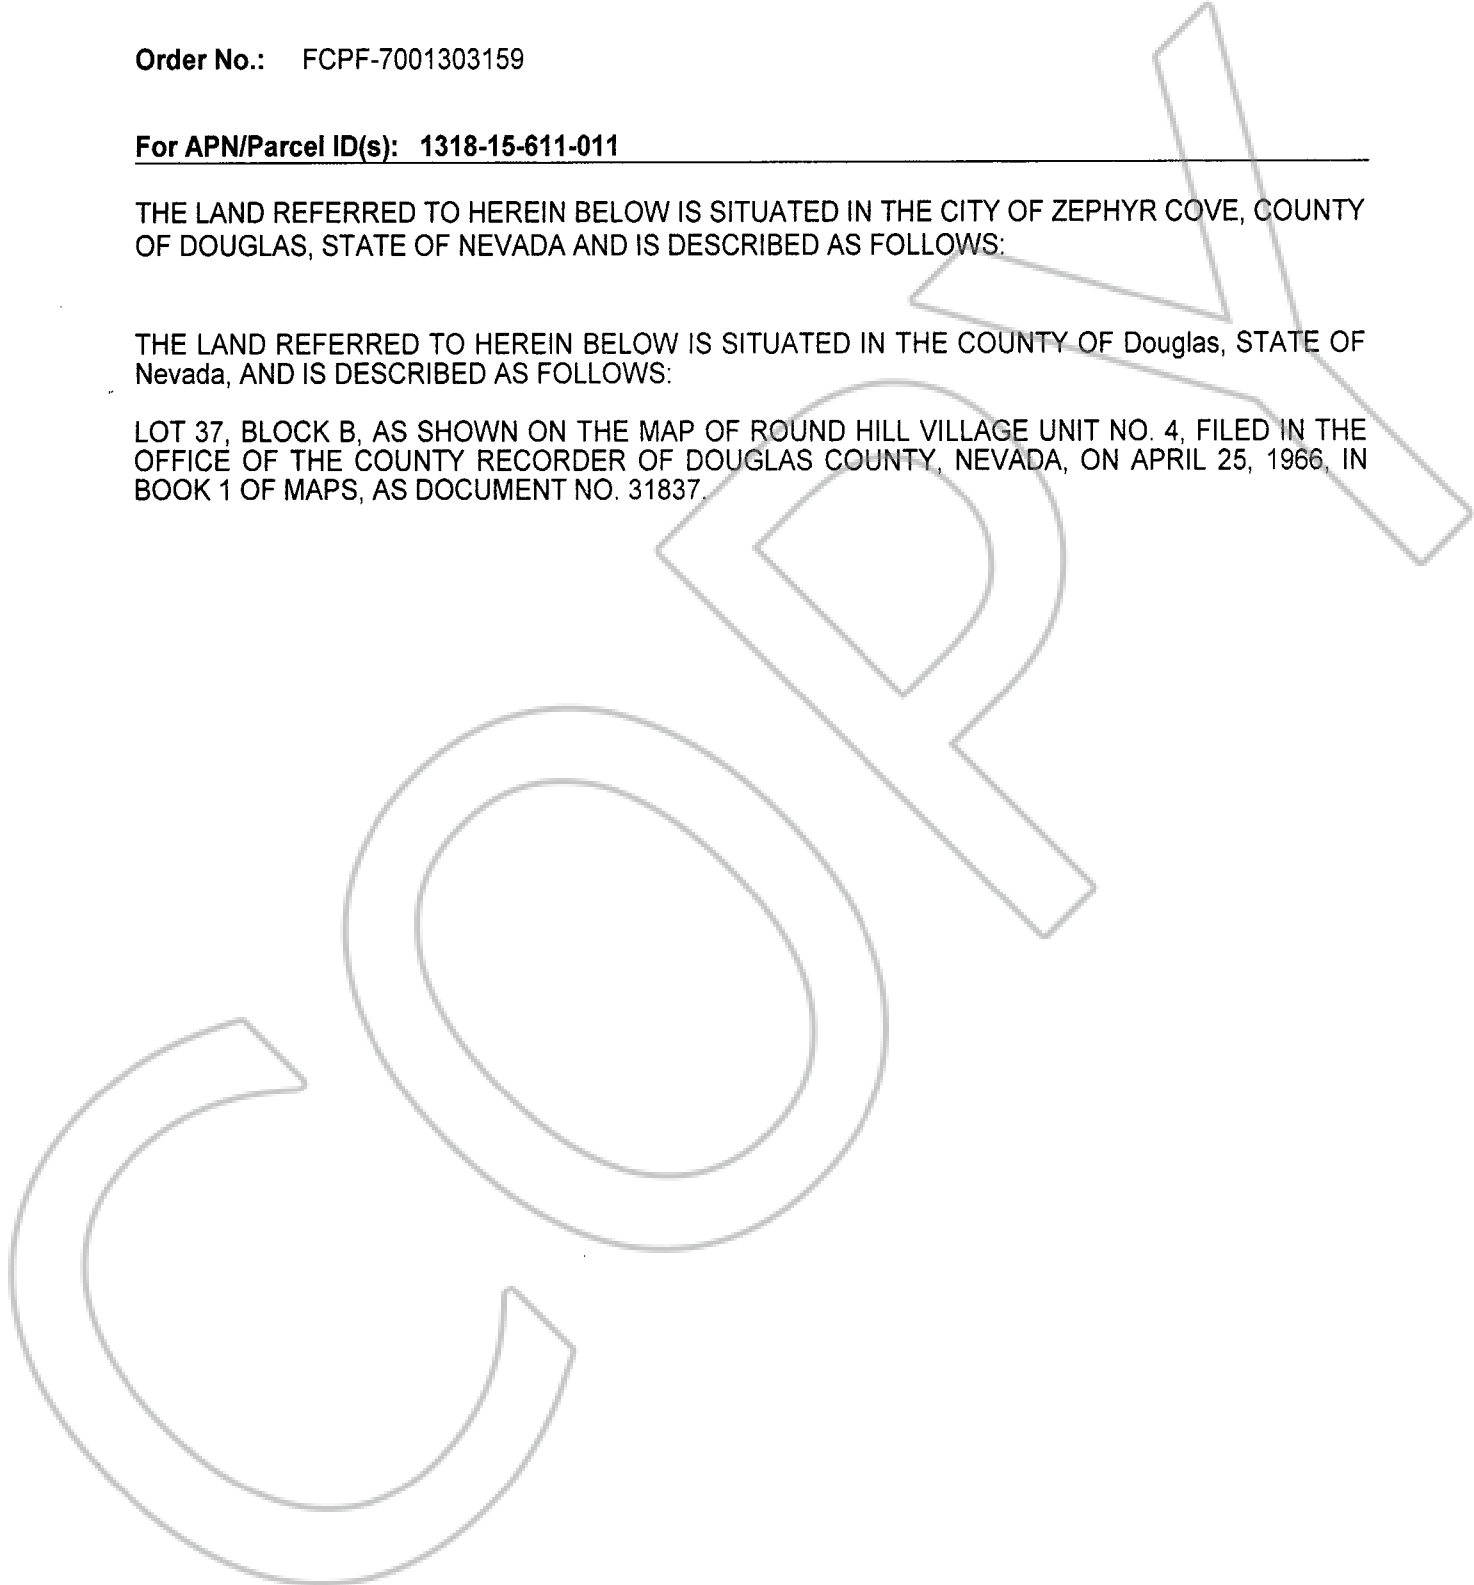 Order No.: FCPF-7001303159
For APN/Parcel ID(s): 1318-15-611-011
THE LAND REFERRED TO HEREIN BELOW IS SITUATED IN THE CITY OF ZEPHYR COVE, COUNTY
OF DOUGLAS, STATE OF NEVADA AND IS DESCRIBED AS FOLLOWS:
THE LAND REFERRED TO HEREIN BELOW IS SITUATED IN THE COUNTY OF Douglas, STATE OF
Nevada, AND IS DESCRIBED AS FOLLOWS:
LOT 37, BLOCK B, AS SHOWN ON THE MAP OF ROUND HILL VILLAGE UNIT NO. 4, FILED IN THE
OFFICE OF THE COUNTY RECORDER OF DOUGLAS COUNTY, NEVADA, ON APRIL 25, 1966, IN
BOOK 1 OF MAPS, AS DOCUMENT NO. 31837.
COPY